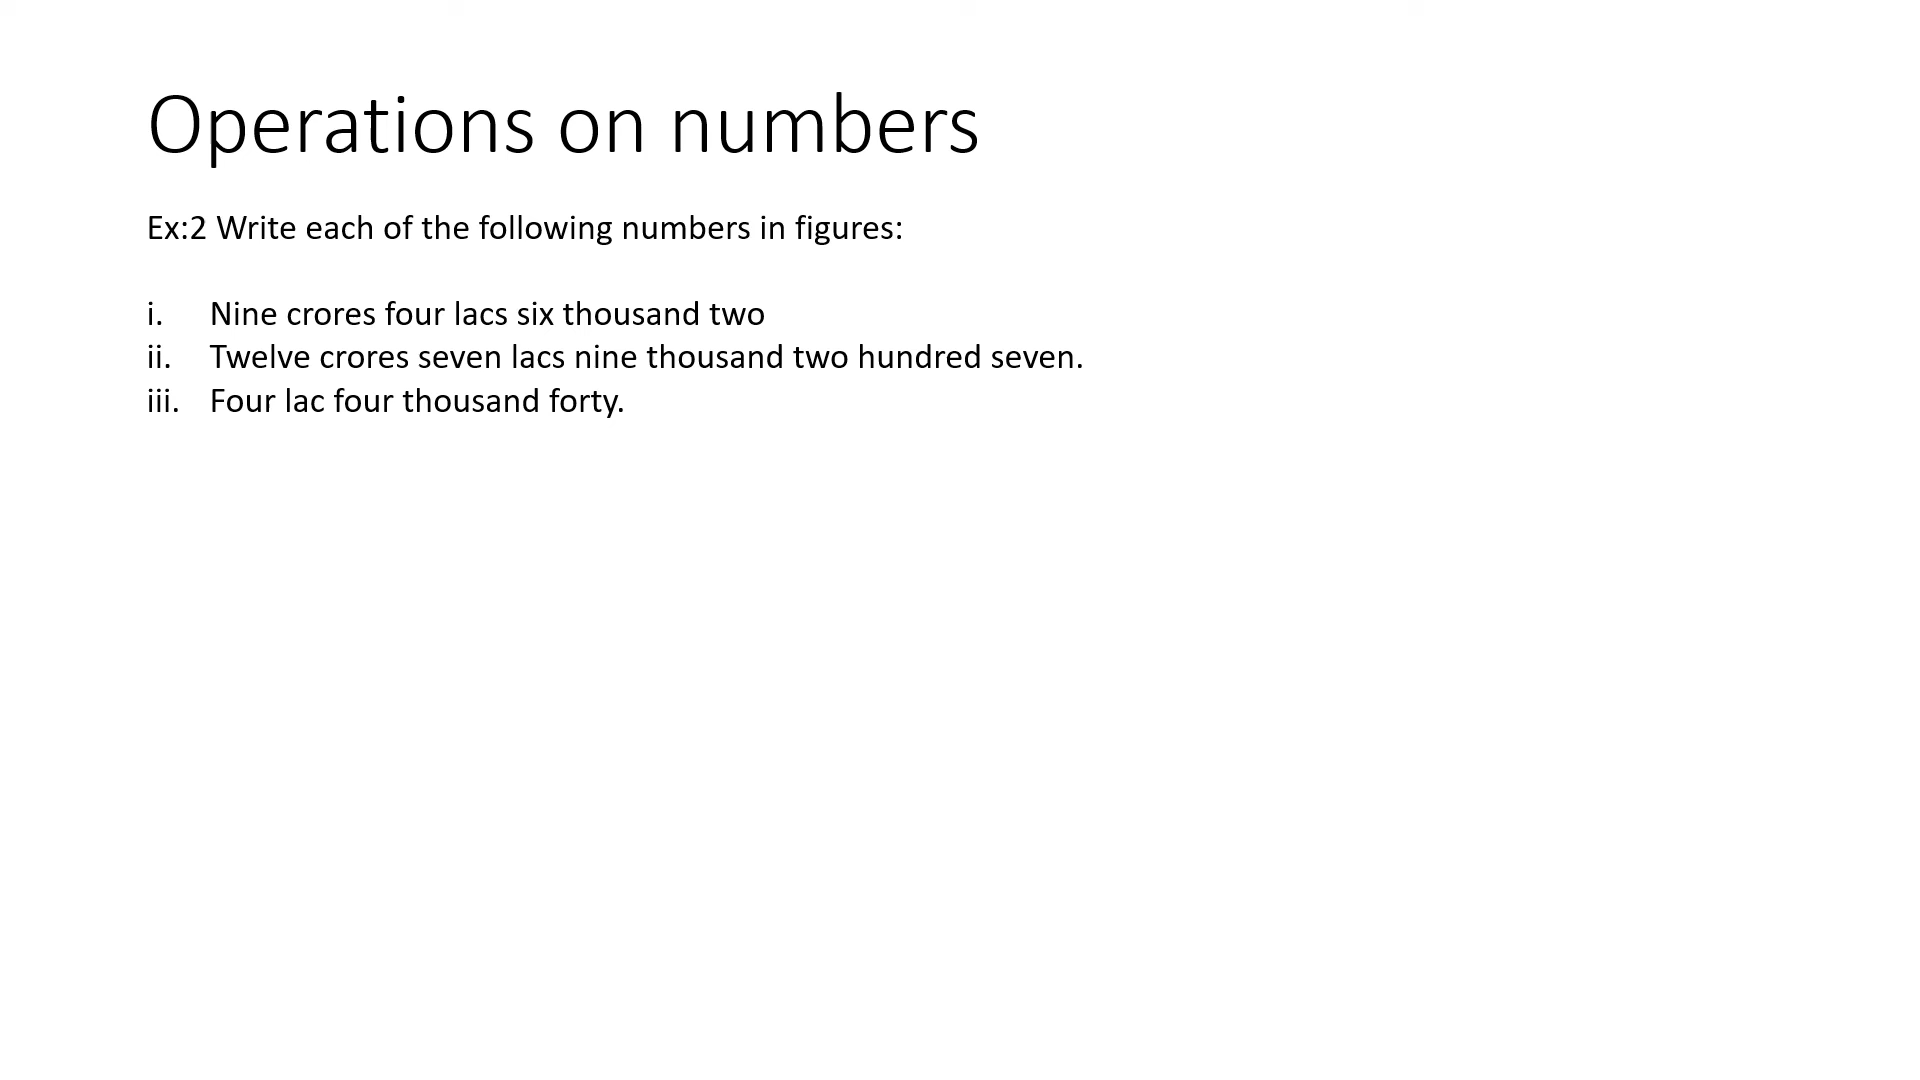 Operations on numbers
Ex:2 Write each of the following numbers in figures:
i. Nine crores four lacs six thousand two
ii. Twelve crores seven lacs nine thousand two hundred seven.
iii. Four lac four thousand forty.